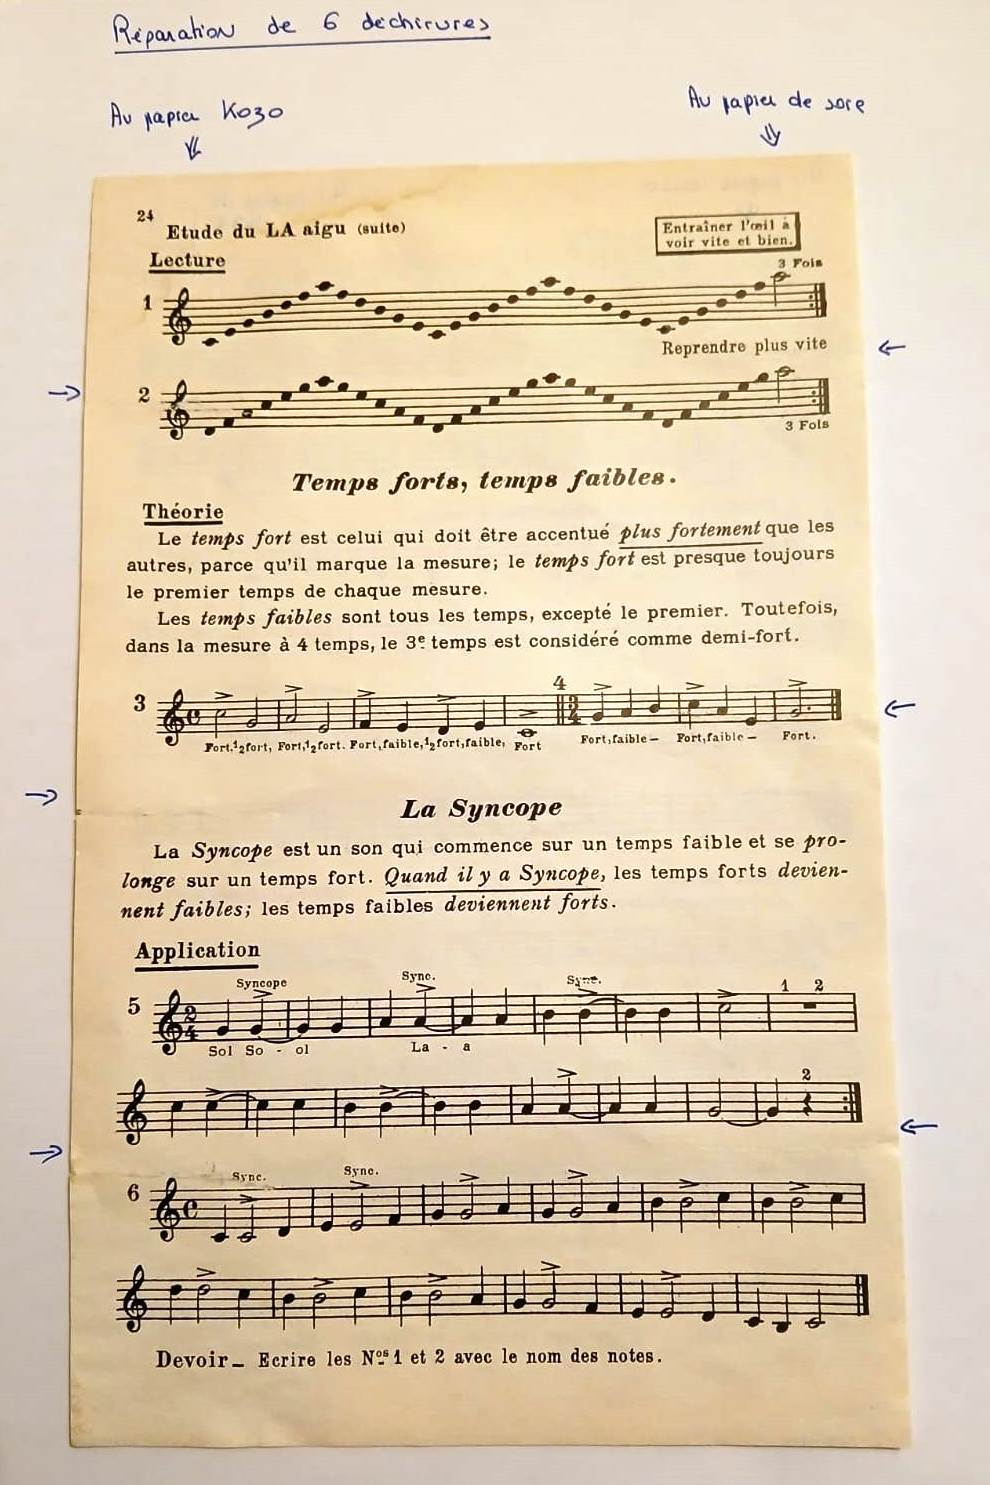 Réparation de 6 déchirures
Au papier Kozo
Au papier de soie
24
Etude du LA aigu (suite)
Entraîner l'œil à
voir vite et bien.
Lecture
3 Fois
1
Reprendre plus vite
2
3 Fois
Temps forts, temps faibles.
Théorie
Le temps fort est celui qui doit être accentué plus fortement que les
autres, parce qu'il marque la mesure; le temps fort est presque toujours
le premier temps de chaque mesure.
Les temps faibles sont tous les temps, excepté le premier. Toutefois,
dans la mesure à 4 temps, le 3e temps est considéré comme demi-fort.
4
3
2
4
Fort,½fort, Fort,½fort. Fort,faible,½fort,faible, Fort Fort,faible — Fort,faible — Fort.
La Syncope
La Syncope est un son qui commence sur un temps faible et se pro-
longe sur un temps fort. Quand il y a Syncope, les temps forts devien-
nent faibles; les temps faibles deviennent forts.
Application
Syncope Sync. Sync. 1 2
5
2
4
Sol So - ol La - a
2
Sync. Sync.
6
Devoir_ Ecrire les Nos 1 et 2 avec le nom des notes.